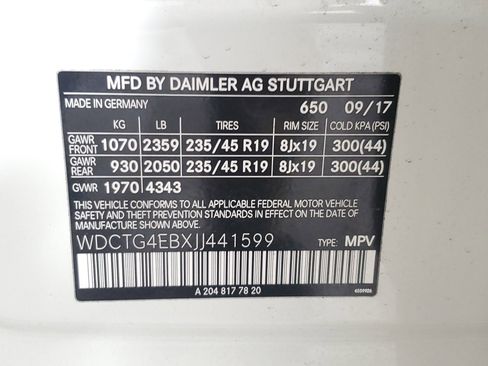 MFD BY DAIMLER AG STUTTGART
MADE IN GERMANY 650 09/17
KG LB TIRES RIM SIZE COLD KPA (PSI)
GAWR FRONT 1070 2359 235/45 R19 8Jx19 300(44)
GAWR REAR 930 2050 235/45 R19 8Jx19 300(44)
GVWR 1970 4343
THIS VEHICLE CONFORMS TO ALL APPLICABLE FEDERAL MOTOR VEHICLE
SAFETY BUMPER, AND THEFT PREVENTION STANDARDS IN EFFECT ON THE
DATE OF MANUFACTURE SHOWN ABOVE.
WDCTG4EBXJJ441599 TYPE: MPV
A 204 817 78 20